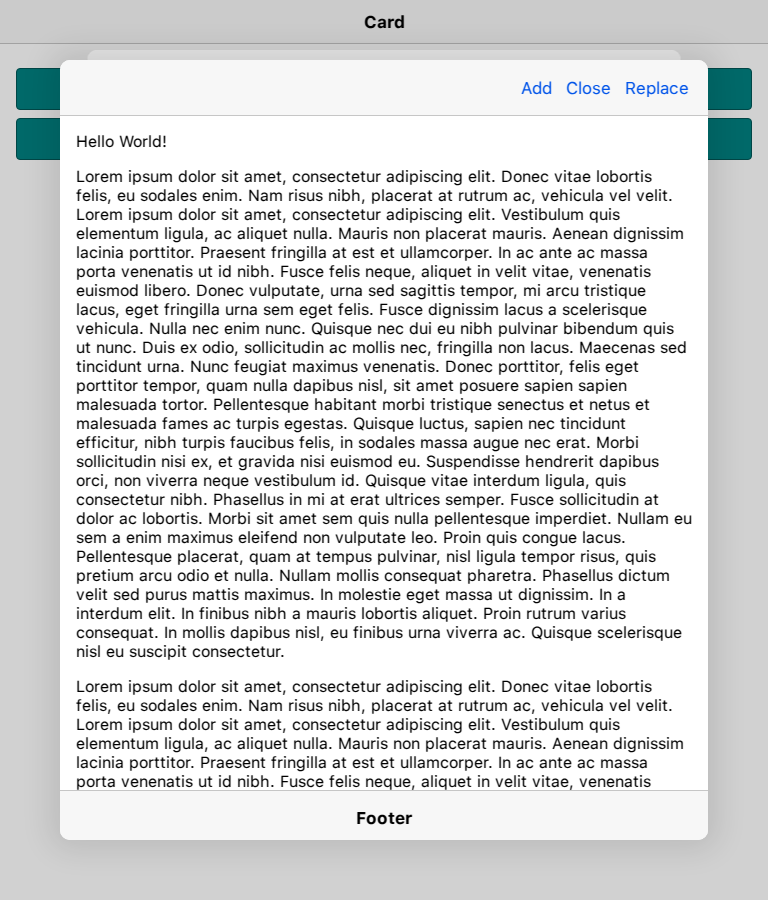 Card
Add Close Replace
Hello World!
Lorem ipsum dolor sit amet, consectetur adipiscing elit. Donec vitae lobortis
felis, eu sodales enim. Nam risus nibh, placerat at rutrum ac, vehicula vel velit.
Lorem ipsum dolor sit amet, consectetur adipiscing elit. Vestibulum quis
elementum ligula, ac aliquet nulla. Mauris non placerat mauris. Aenean dignissim
lacinia porttitor. Praesent fringilla at est et ullamcorper. In ac ante ac massa
porta venenatis ut id nibh. Fusce felis neque, aliquet in velit vitae, venenatis
euismod libero. Donec vulputate, urna sed sagittis tempor, mi arcu tristique
lacus, eget fringilla urna sem eget felis. Fusce dignissim lacus a scelerisque
vehicula. Nulla nec enim nunc. Quisque nec dui eu nibh pulvinar bibendum quis
ut nunc. Duis ex odio, sollicitudin ac mollis nec, fringilla non lacus. Maecenas sed
tincidunt urna. Nunc feugiat maximus venenatis. Donec porttitor, felis eget
porttitor tempor, quam nulla dapibus nisl, sit amet posuere sapien sapien
malesuada tortor. Pellentesque habitant morbi tristique senectus et netus et
malesuada fames ac turpis egestas. Quisque luctus, sapien nec tincidunt
efficitur, nibh turpis faucibus felis, in sodales massa augue nec erat. Morbi
sollicitudin nisi ex, et gravida nisi euismod eu. Suspendisse hendrerit dapibus
orci, non viverra neque vestibulum id. Quisque vitae interdum ligula, quis
consectetur nibh. Phasellus in mi at erat ultrices semper. Fusce sollicitudin at
dolor ac lobortis. Morbi sit amet sem quis nulla pellentesque imperdiet. Nullam eu
sem a enim maximus eleifend non vulputate leo. Proin quis congue lacus.
Pellentesque placerat, quam at tempus pulvinar, nisl ligula tempor risus, quis
pretium arcu odio et nulla. Nullam mollis consequat pharetra. Phasellus dictum
velit sed purus mattis maximus. In molestie eget massa ut dignissim. In a
interdum elit. In finibus nibh a mauris lobortis aliquet. Proin rutrum varius
consequat. In mollis dapibus nisl, eu finibus urna viverra ac. Quisque scelerisque
nisl eu suscipit consectetur.
Lorem ipsum dolor sit amet, consectetur adipiscing elit. Donec vitae lobortis
felis, eu sodales enim. Nam risus nibh, placerat at rutrum ac, vehicula vel velit.
Lorem ipsum dolor sit amet, consectetur adipiscing elit. Vestibulum quis
elementum ligula, ac aliquet nulla. Mauris non placerat mauris. Aenean dignissim
lacinia porttitor. Praesent fringilla at est et ullamcorper. In ac ante ac massa
porta venenatis ut id nibh. Fusce felis neque, aliquet in velit vitae, venenatis
Footer